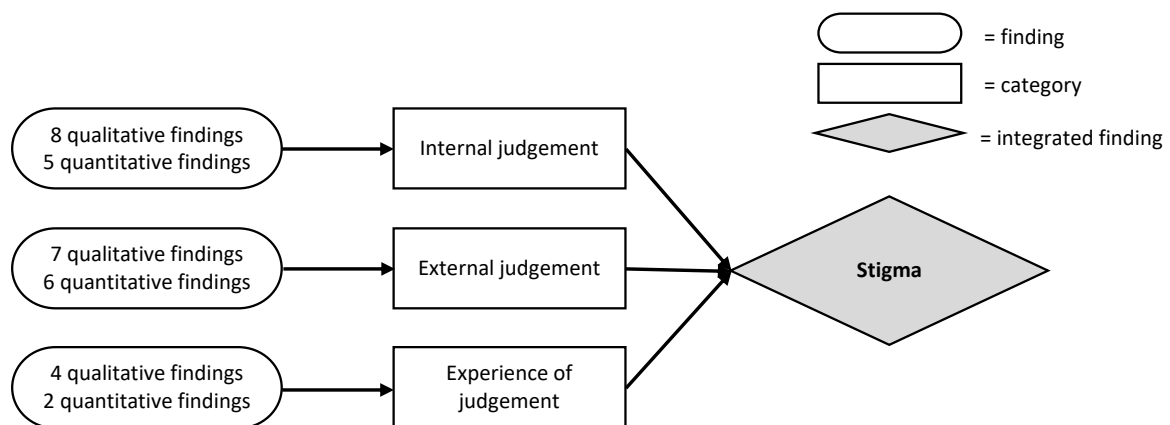 = finding
= category
= integrated finding
8 qualitative findings
5 quantitative findings
Internal judgement
7 qualitative findings
6 quantitative findings
External judgement
Stigma
4 qualitative findings
2 quantitative findings
Experience of
judgement